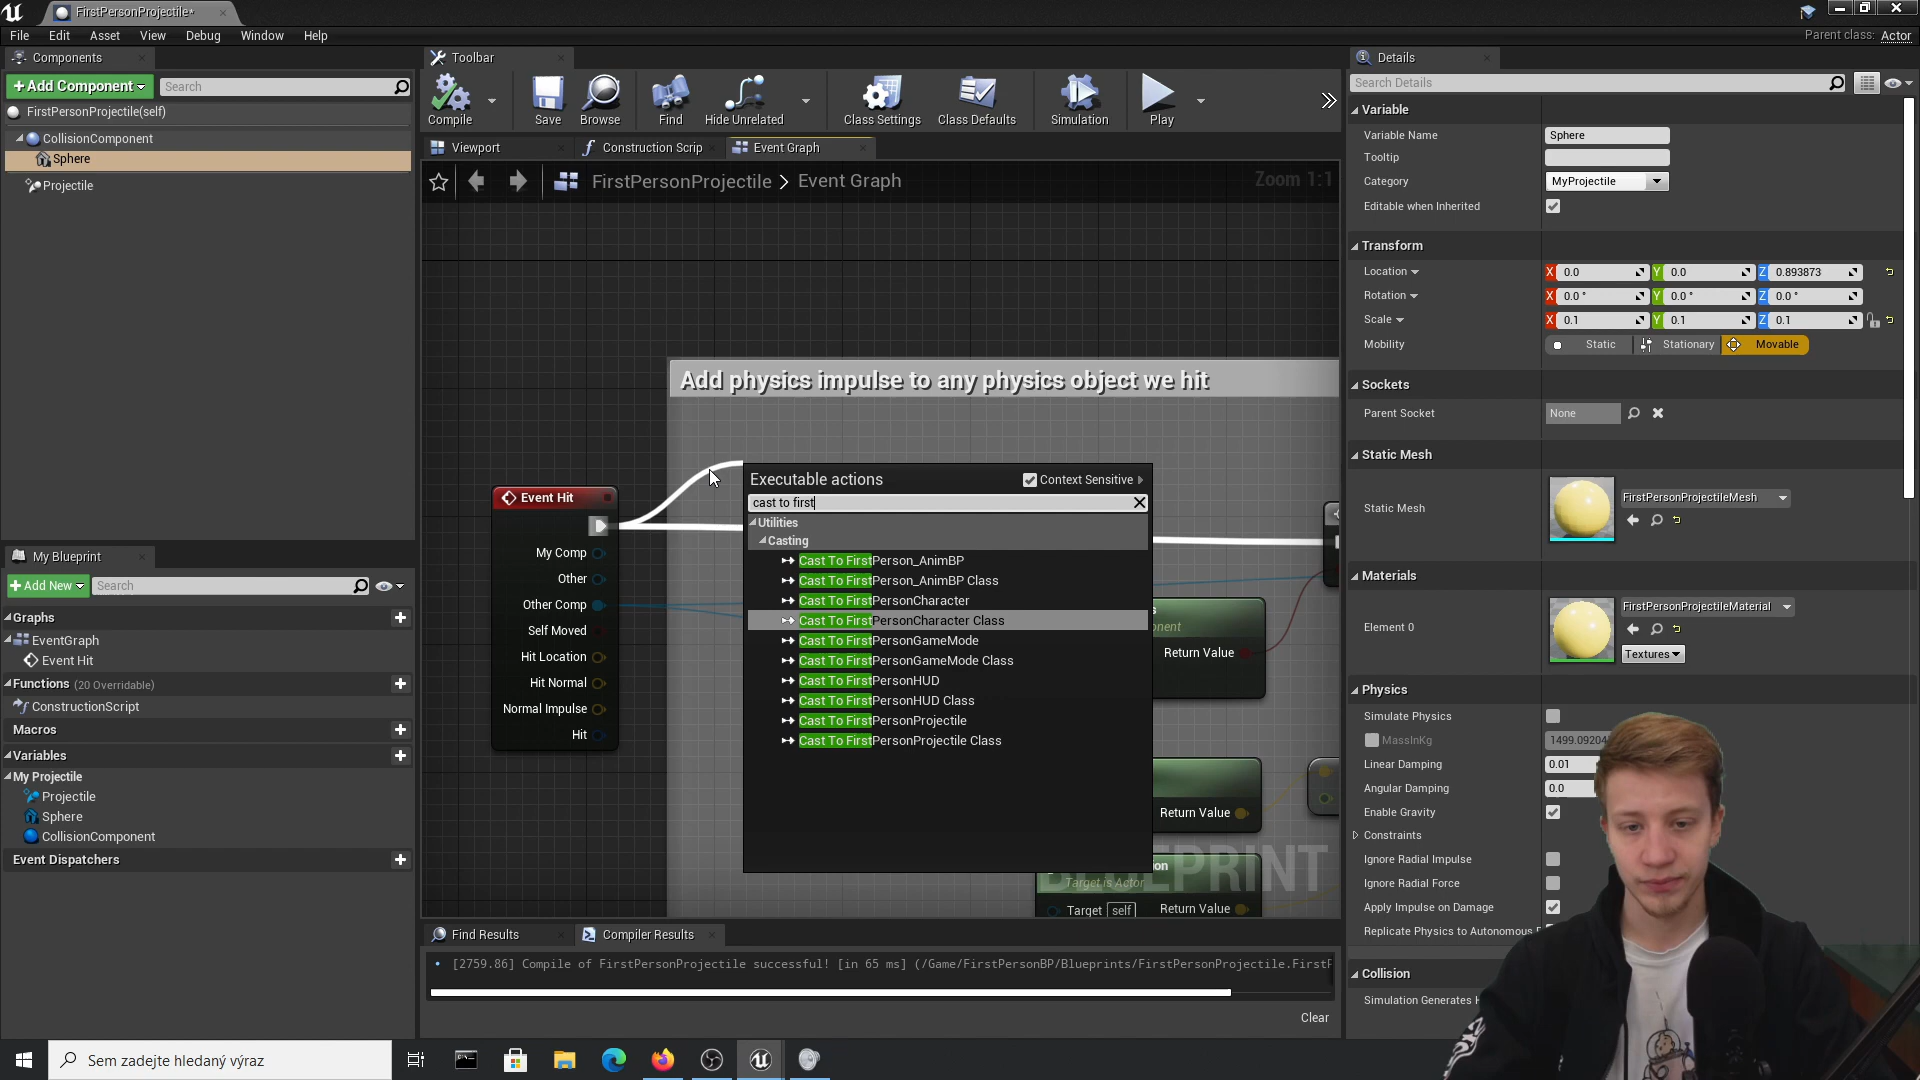 FirstPersonProjectile*
File Edit Asset View Debug Window Help
Parent class: Actor
Components
+Add Component
Search
FirstPersonProjectile(self)
CollisionComponent
Sphere
Projectile
My Blueprint
+Add New
Search
Graphs
EventGraph
Event Hit
Functions (20 Overridable)
ConstructionScript
Macros
Variables
My Projectile
Projectile
Sphere
CollisionComponent
Event Dispatchers
Toolbar
Compile
Save
Browse
Find
Hide Unrelated
Class Settings
Class Defaults
Simulation
Play
Viewport
Construction Scrip
Event Graph
FirstPersonProjectile > Event Graph
Zoom 1:1
Add physics impulse to any physics object we hit
Event Hit
My Comp
Other
Other Comp
Self Moved
Hit Location
Hit Normal
Normal Impulse
Hit
Executable actions
Context Sensitive
cast to first
Utilities
Casting
Cast To FirstPerson_AnimBP
Cast To FirstPerson_AnimBP Class
Cast To FirstPersonCharacter
Cast To FirstPersonCharacter Class
Cast To FirstPersonGameMode
Cast To FirstPersonGameMode Class
Cast To FirstPersonHUD
Cast To FirstPersonHUD Class
Cast To FirstPersonProjectile
Cast To FirstPersonProjectile Class
Return Value
Return Value
Target is Actor
Target self
Return Value
BLUEPRINT
Find Results
Compiler Results
[2759.86] Compile of FirstPersonProjectile successful! [in 65 ms] (/Game/FirstPersonBP/Blueprints/FirstPersonProjectile.FirstP
Clear
Details
Search Details
Variable
Variable Name Sphere
Tooltip
Category MyProjectile
Editable when Inherited
Transform
Location X 0.0 Y 0.0 Z 0.893873
Rotation X 0.0 ° Y 0.0 ° Z 0.0 °
Scale X 0.1 Y 0.1 Z 0.1
Mobility Static Stationary Movable
Sockets
Parent Socket None
Static Mesh
Static Mesh FirstPersonProjectileMesh
Materials
Element 0 FirstPersonProjectileMaterial
Textures
Physics
Simulate Physics
MassInKg 1499.09204
Linear Damping 0.01
Angular Damping 0.0
Enable Gravity
Constraints
Ignore Radial Impulse
Ignore Radial Force
Apply Impulse on Damage
Replicate Physics to Autonomous
Collision
Simulation Generates H
Sem zadejte hledaný výraz